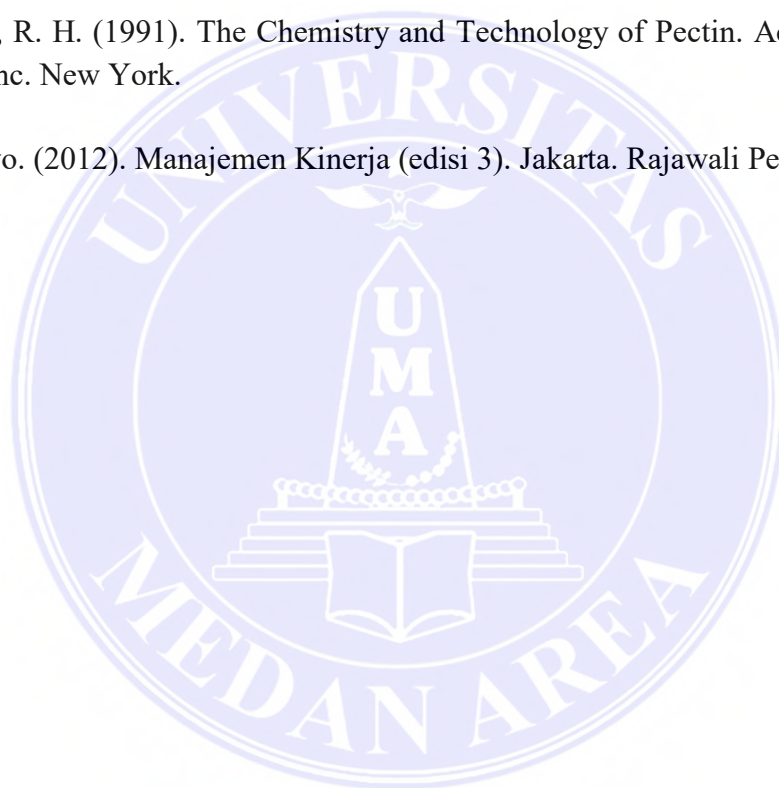 , R. H. (1991). The Chemistry and Technology of Pectin.
nc. New York.
vo. (2012). Manajemen Kinerja (edisi 3). Jakarta. Rajawali Pe
UNIVERSITAS
UMA
MEDAN AREA